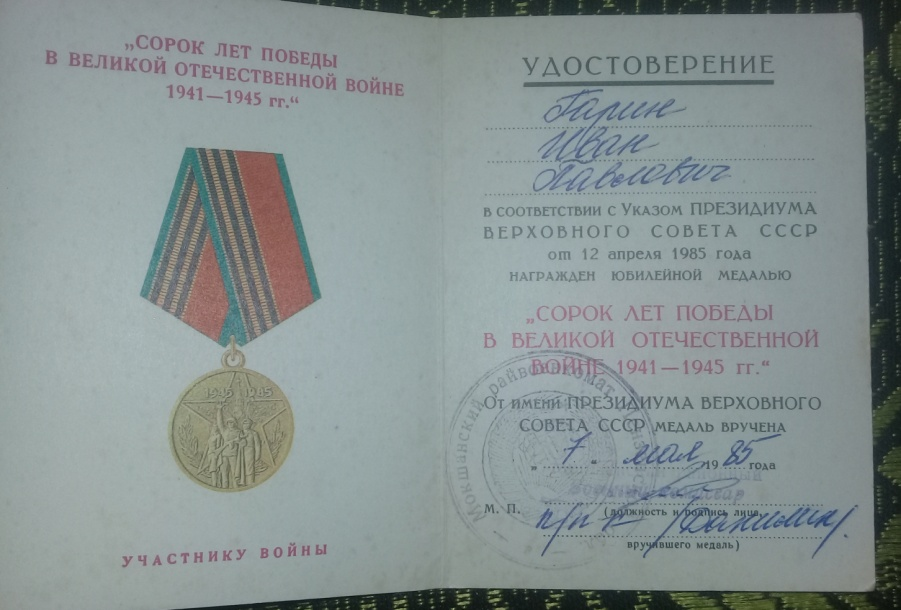 „СОРОК ЛЕТ ПОБЕДЫ
В ВЕЛИКОЙ ОТЕЧЕСТВЕННОЙ ВОЙНЕ
1941—1945 гг.“
1945 1985
УЧАСТНИКУ ВОЙНЫ
УДОСТОВЕРЕНИЕ
Гарин
Иван
Павлович
В СООТВЕТСТВИИ С УКАЗОМ ПРЕЗИДИУМА
ВЕРХОВНОГО СОВЕТА СССР
от 12 апреля 1985 года
НАГРАЖДЕН ЮБИЛЕЙНОЙ МЕДАЛЬЮ
„СОРОК ЛЕТ ПОБЕДЫ
В ВЕЛИКОЙ ОТЕЧЕСТВЕННОЙ
ВОЙНЕ 1941—1945 гг.“
Мокшанский райвоенкомат
ОТ ИМЕНИ ПРЕЗИДИУМА ВЕРХОВНОГО
СОВЕТА СССР МЕДАЛЬ ВРУЧЕНА
„ 7 “ мая 1985 года
М. П.
(должность и подпись лица,
п/п-к
вручившего медаль)